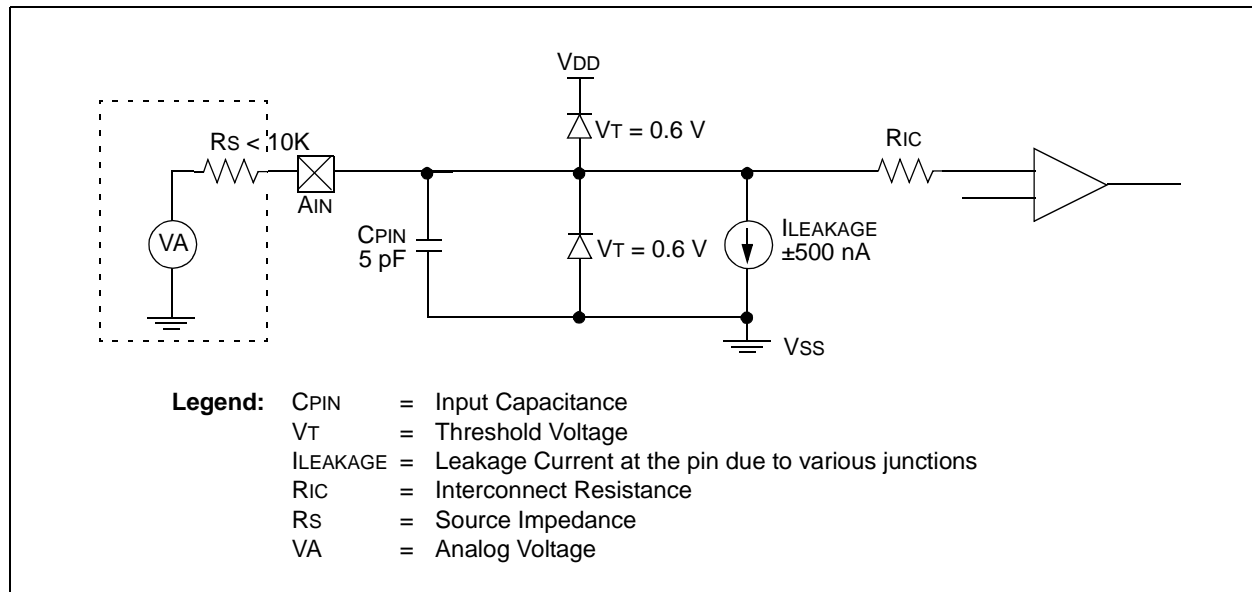 VDD
VT = 0.6 V
RS < 10K
RIC
AIN
CPIN
5 pF
VT = 0.6 V
ILEAKAGE
±500 nA
VA
VSS
Legend: CPIN = Input Capacitance
VT = Threshold Voltage
ILEAKAGE = Leakage Current at the pin due to various junctions
RIC = Interconnect Resistance
RS = Source Impedance
VA = Analog Voltage